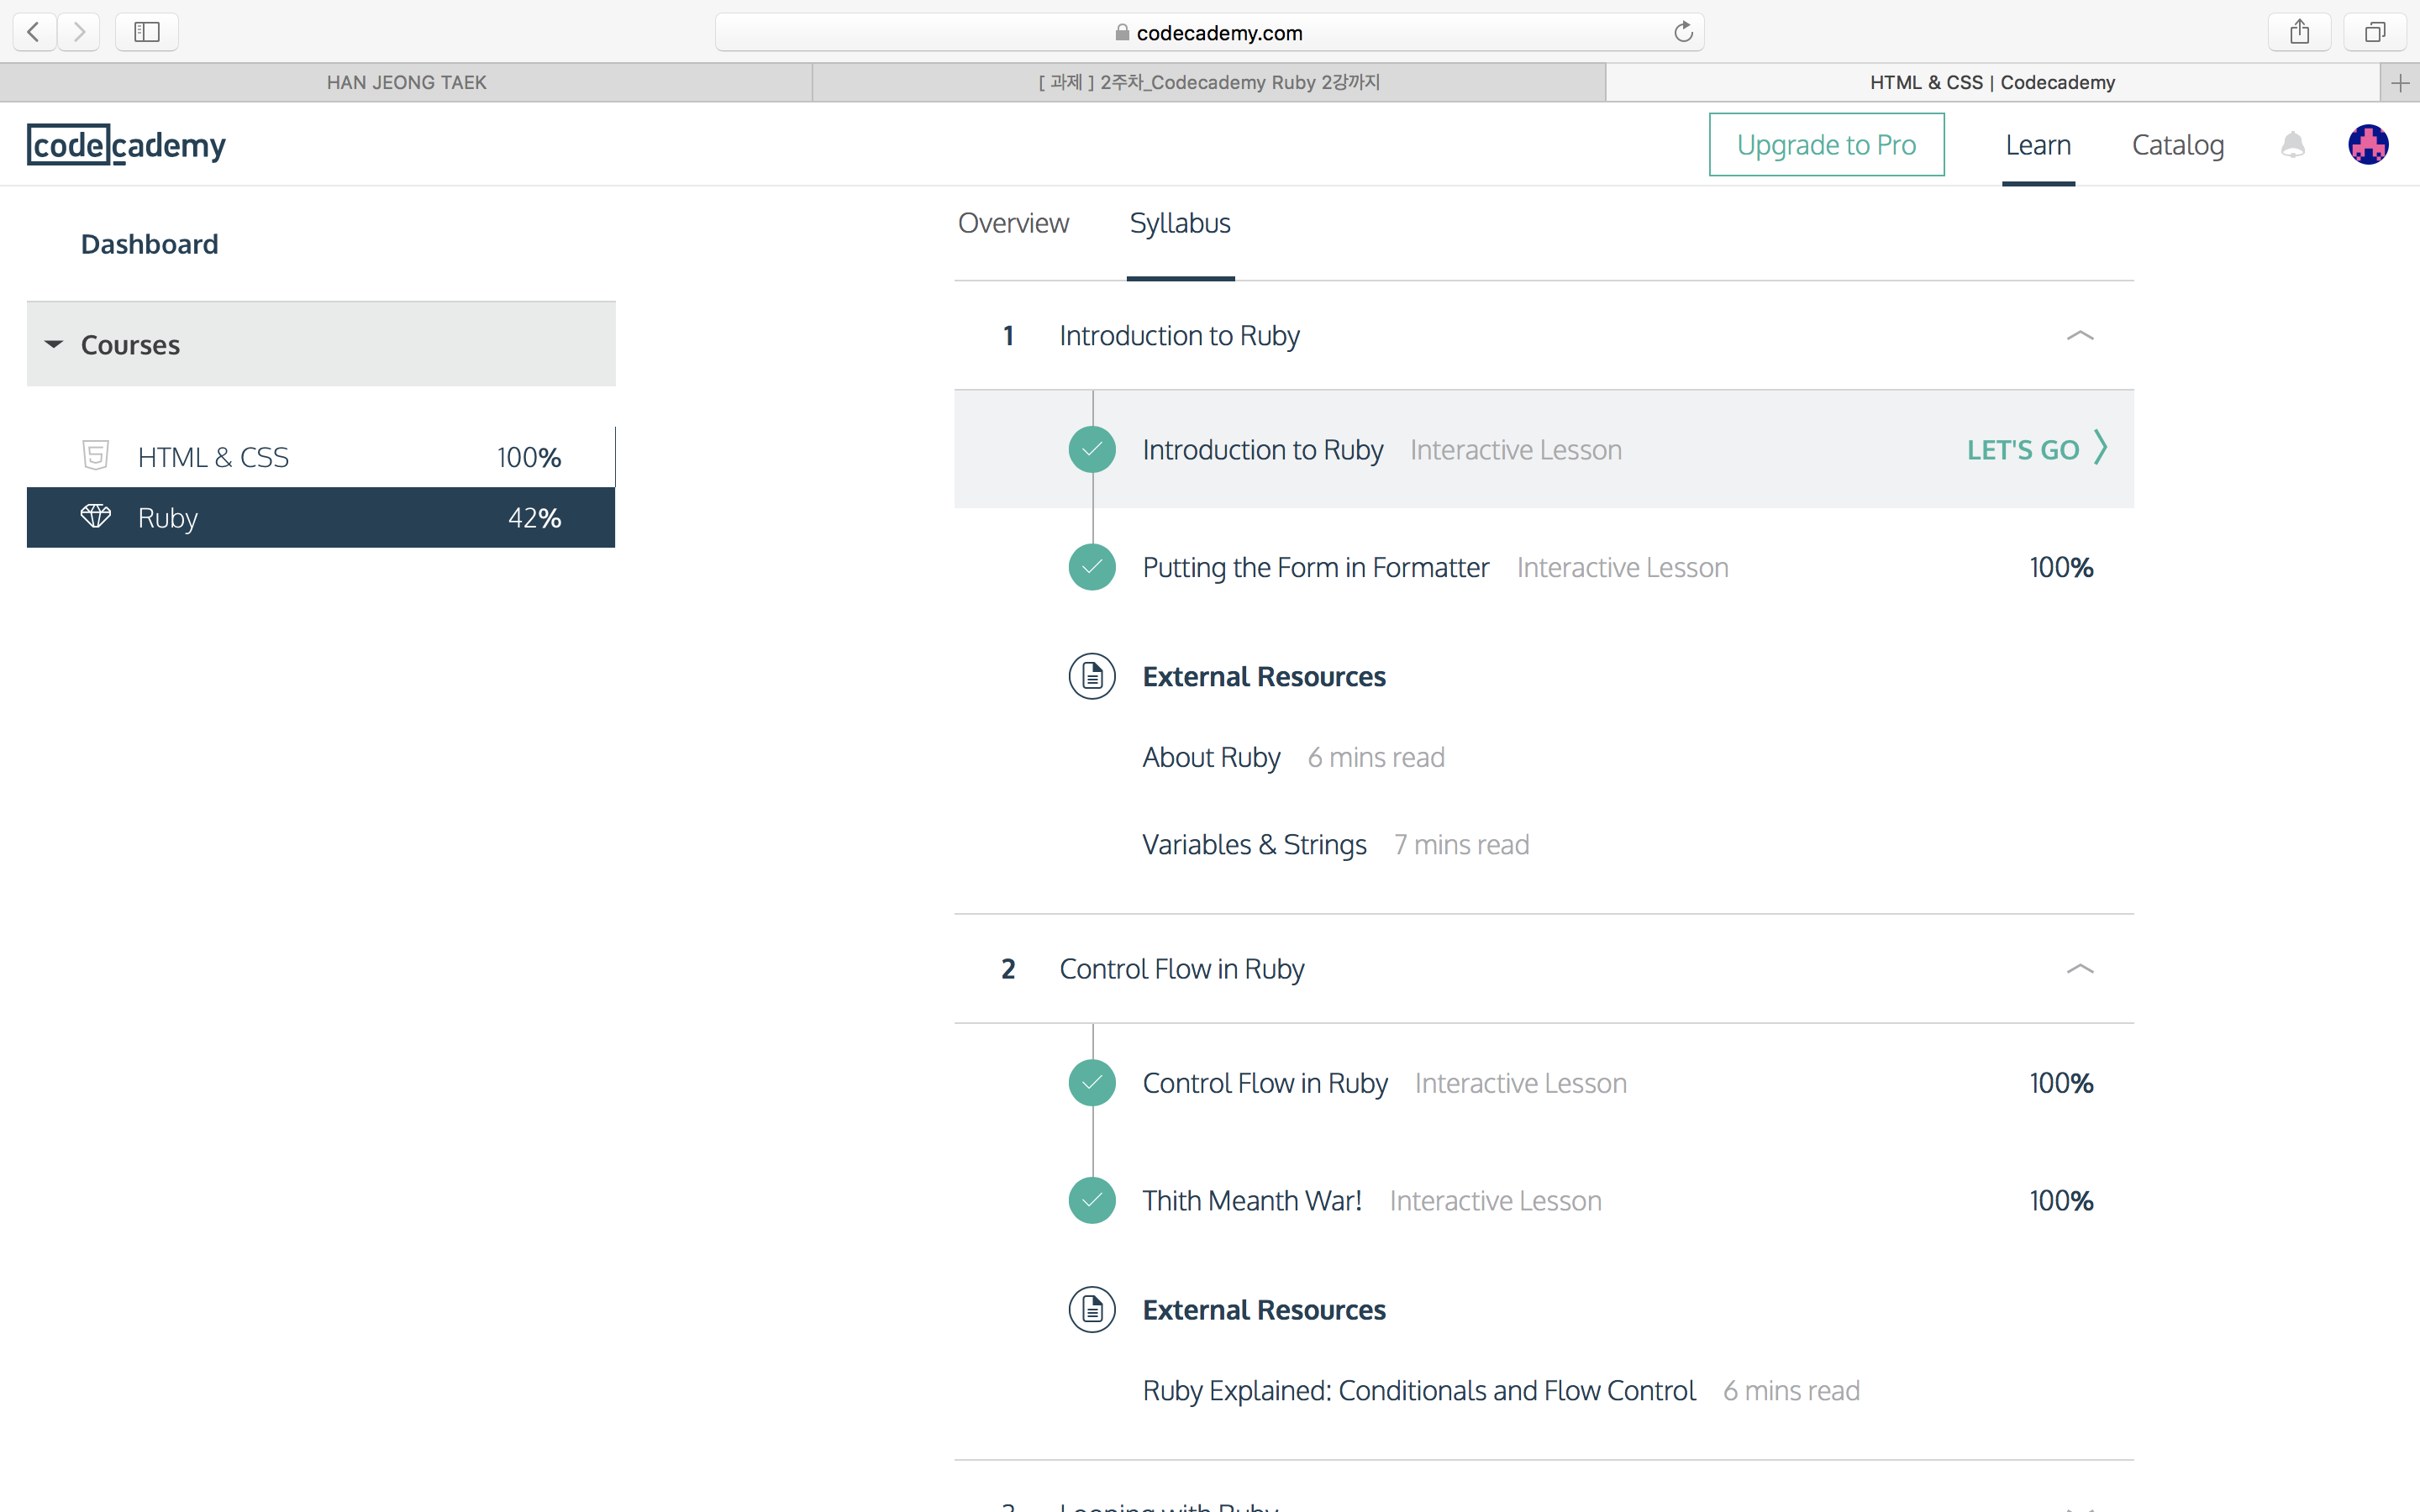 codecademy.com
HAN JEONG TAEK
[ 과제 ] 2주차_Codecademy Ruby 2강까지
HTML & CSS | Codecademy
codecademy
Upgrade to Pro
Learn
Catalog
Dashboard
Courses
HTML & CSS 100%
Ruby 42%
Overview
Syllabus
1 Introduction to Ruby
Introduction to Ruby Interactive Lesson LET'S GO
Putting the Form in Formatter Interactive Lesson 100%
External Resources
About Ruby 6 mins read
Variables & Strings 7 mins read
2 Control Flow in Ruby
Control Flow in Ruby Interactive Lesson 100%
Thith Meanth War! Interactive Lesson 100%
External Resources
Ruby Explained: Conditionals and Flow Control 6 mins read
3 Looping with Ruby